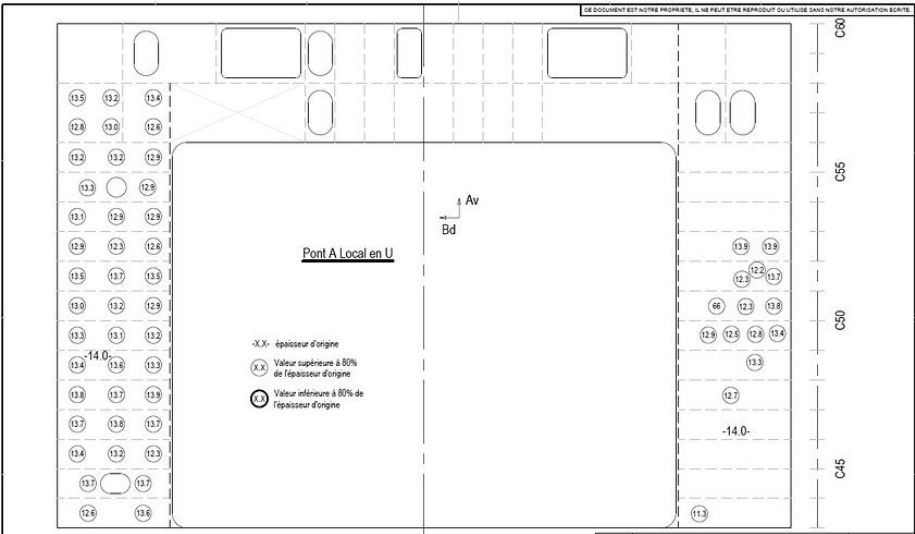 CE DOCUMENT EST NOTRE PROPRIETE, IL NE PEUT ETRE REPRODUIT OU UTILISE DANS NOTRE AUTORISATION ECRITE.
C60
13.5 13.2 13.4
12.8 13.0 12.6
13.2 13.2 12.9
C55
13.3 12.9
Av
13.1 12.9 12.9
Bd
12.9 12.3 12.6
Pont A Local en U
13.9 13.9
13.5 13.7 13.5
12.3 12.2 13.7
13.0 13.2 12.9
66 12.3 13.8
C50
13.3 13.1 13.2
12.9 12.5 12.8 13.4
-X.X- épaisseur d'origine
-14.0-
13.4 13.6 13.3
X.X Valeur supérieure à 80%
de l'épaisseur d'origine
13.3
13.8 13.7 13.9
X.X Valeur inférieure à 80% de
l'épaisseur d'origine
12.7
13.7 13.8 13.7
-14.0-
13.4 13.2 12.3
C45
13.7 13.7
12.6 13.6
11.3